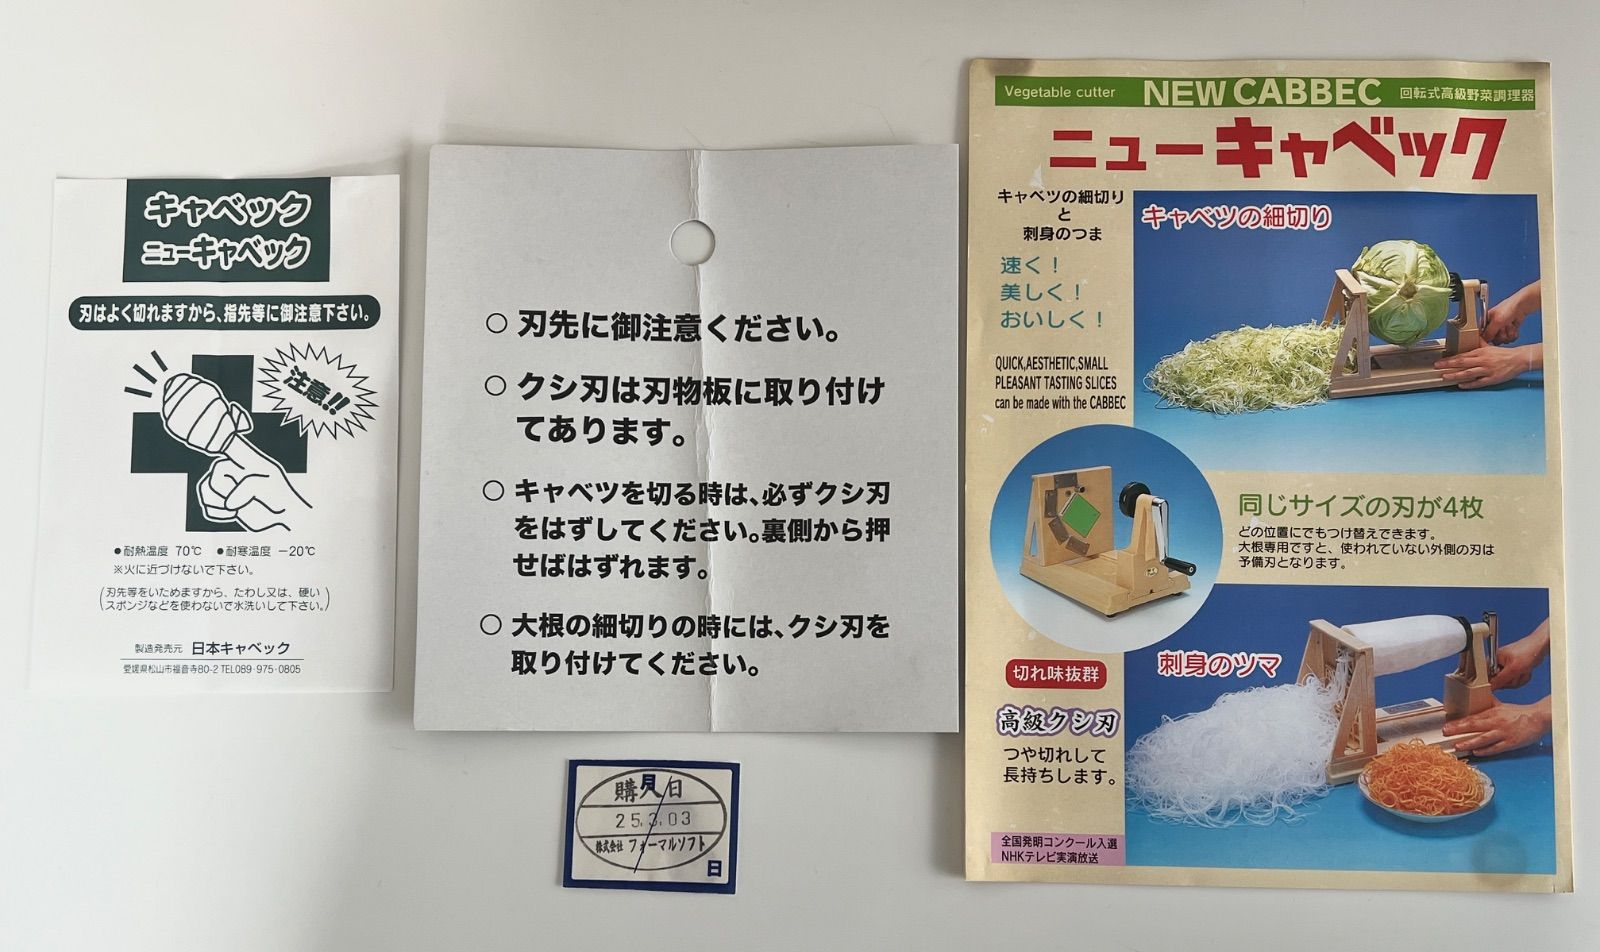 キャベック
ニューキャベック
刃はよく切れますから、指先等に御注意下さい。
注意!!
●耐熱温度 70℃ ●耐寒温度 −20℃
※火に近づけないで下さい。
(刃先等をいためますから、たわし又は、硬い
スポンジなどを使わないで水洗いして下さい。)
製造発売元 日本キャベック
愛媛県松山市福音寺80-2 TEL089・975・0805
○ 刃先に御注意ください。
○ クシ刃は刃物板に取り付け
てあります。
○ キャベツを切る時は、必ずクシ刃
をはずしてください。裏側から押
せばはずれます。
○ 大根の細切りの時には、クシ刃を
取り付けてください。
月
購入日
25.3.03
株式会社 フォーマルソフト
日
Vegetable cutter NEW CABBEC 回転式高級野菜調理器
ニューキャベック
キャベツの細切り
と
刺身のつま
速く!
美しく!
おいしく!
QUICK,AESTHETIC,SMALL
PLEASANT TASTING SLICES
can be made with the CABBEC
キャベツの細切り
同じサイズの刃が4枚
どの位置にでもつけ替えできます。
大根専用ですと、使われていない外側の刃は
予備刃となります。
刺身のツマ
切れ味抜群
高級クシ刃
つや切れして
長持ちします。
全国発明コンクール入選
NHKテレビ実演放送